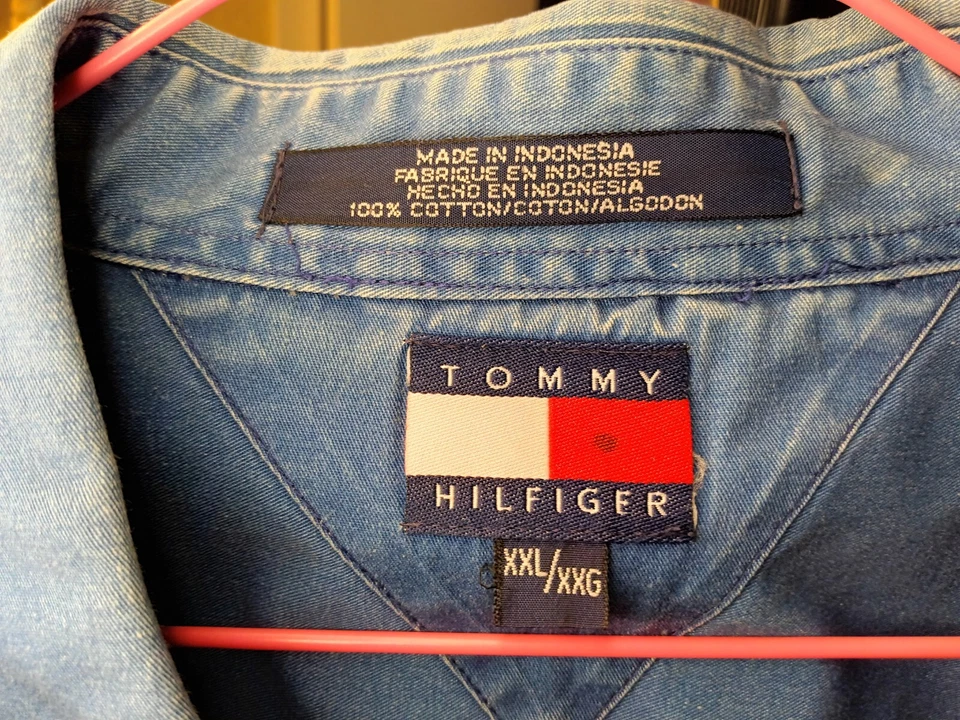 MADE IN INDONESIA
FABRIQUE EN INDONESIE
HECHO EN INDONESIA
100% COTTON/COTON/ALGODON
TOMMY
HILFIGER
XXL/XXG